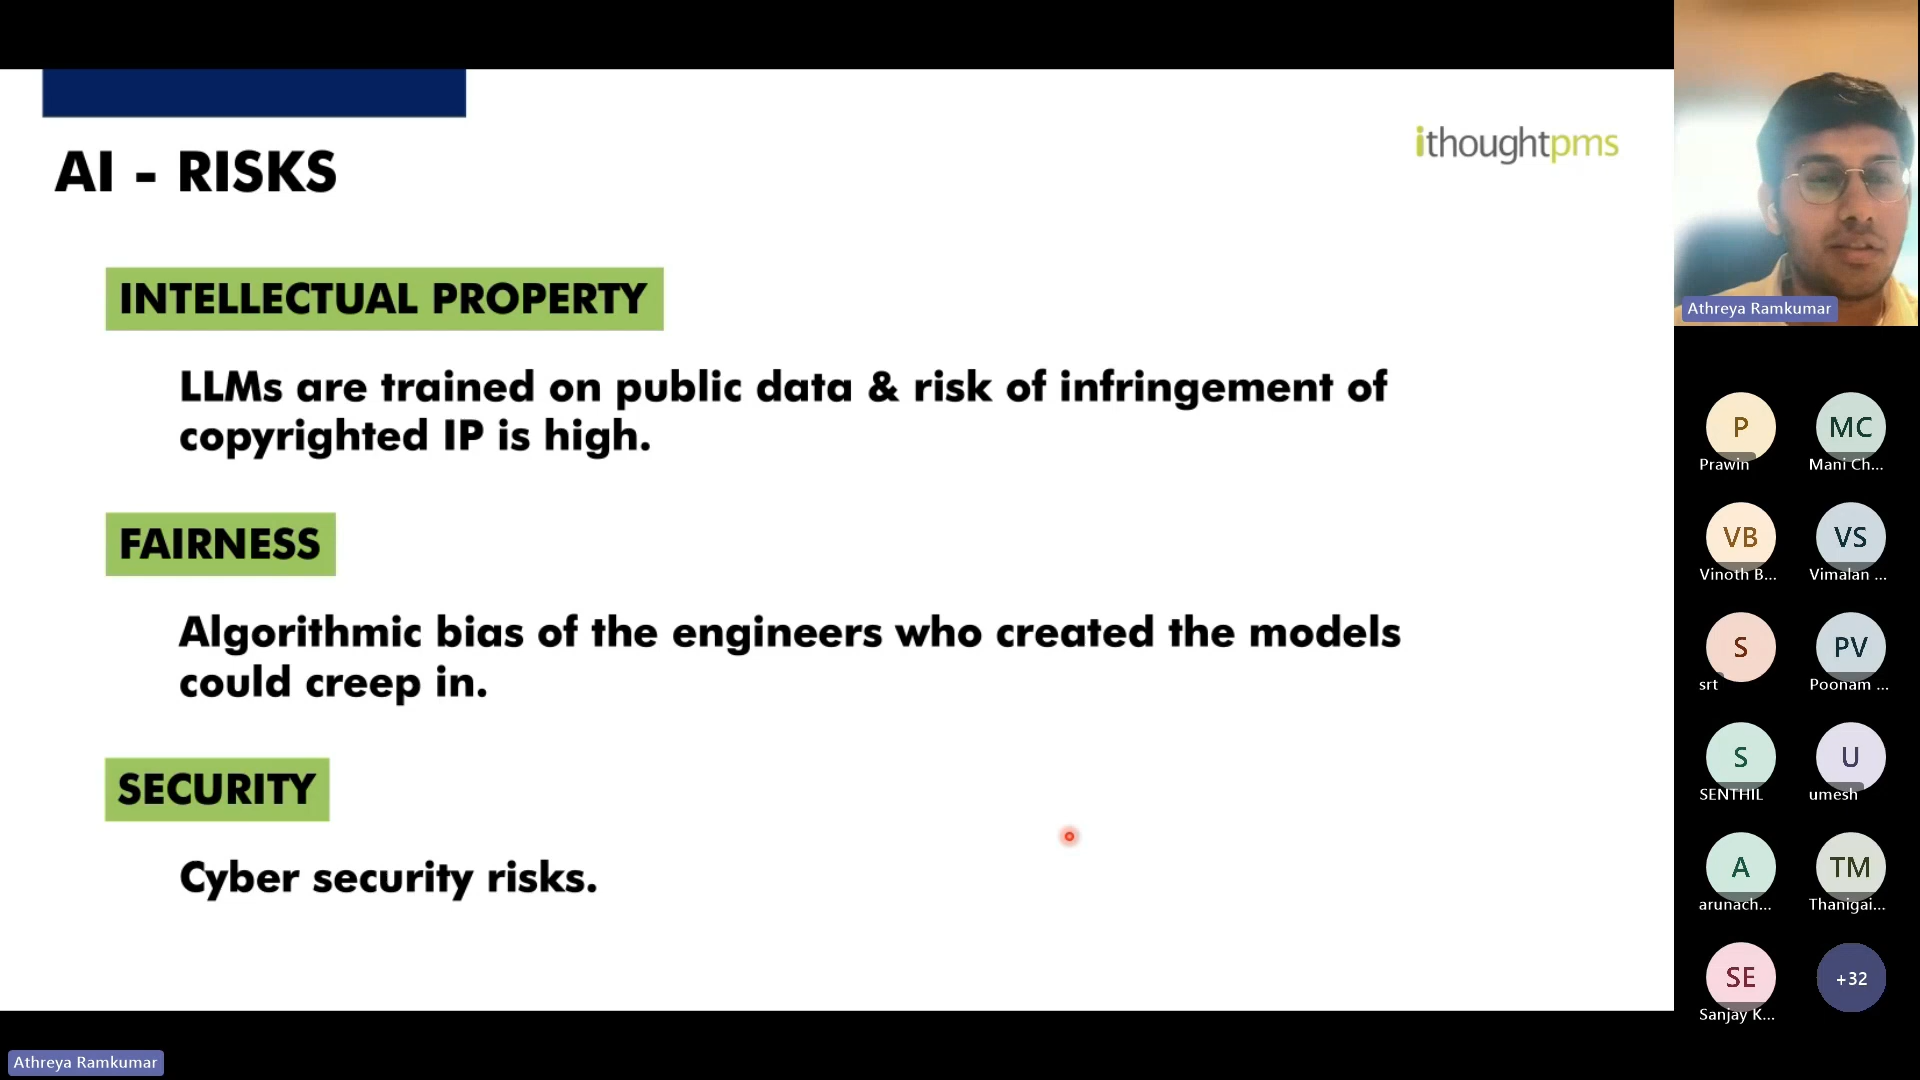 AI - RISKS
ithoughtpms
INTELLECTUAL PROPERTY
LLMs are trained on public data & risk of infringement of
copyrighted IP is high.
FAIRNESS
Algorithmic bias of the engineers who created the models
could creep in.
SECURITY
Cyber security risks.
Athreya Ramkumar
Athreya Ramkumar
P
MC
Prawin
Mani Ch...
VB
VS
Vinoth B...
Vimalan ...
S
PV
srt
Poonam ...
S
U
SENTHIL
umesh
A
TM
arunach...
Thanigai...
SE
+32
Sanjay K...